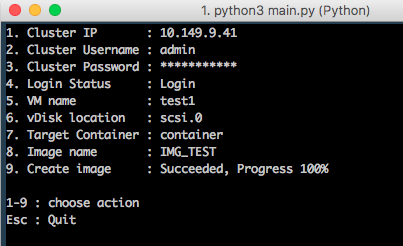 1. python3 main.py (Python)
1. Cluster IP : 10.149.9.41
2. Cluster Username : admin
3. Cluster Password : ***********
4. Login Status : Login
5. VM name : test1
6. vDisk location : scsi.0
7. Target Container : container
8. Image name : IMG_TEST
9. Create image : Succeeded, Progress 100%
1-9 : choose action
Esc : Quit